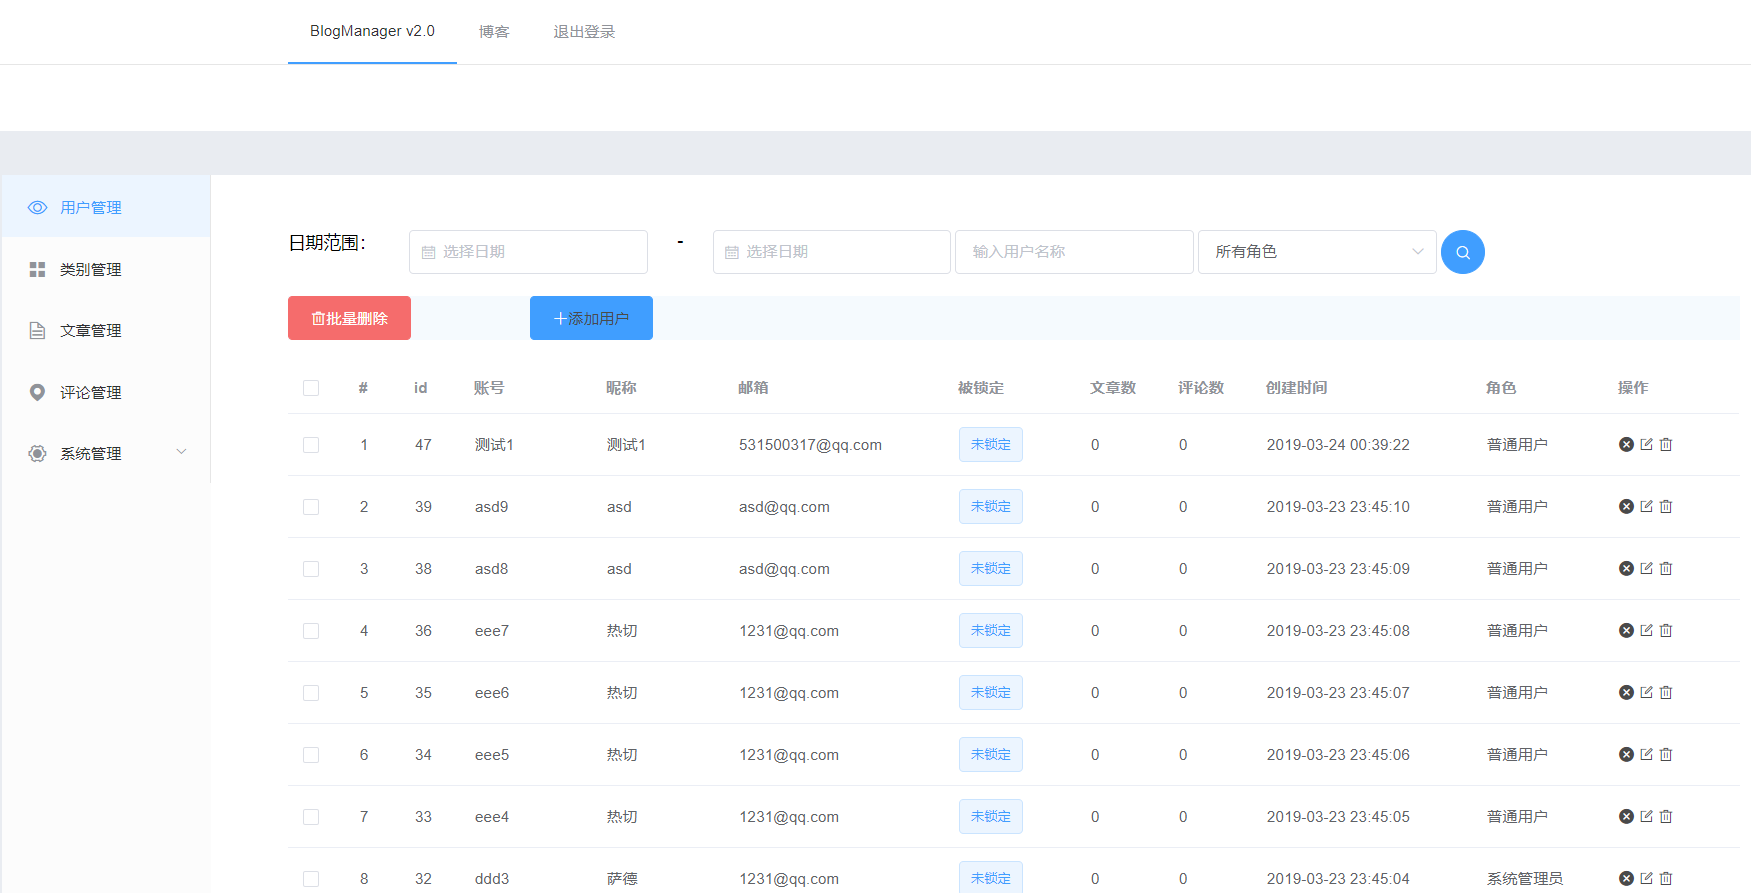 BlogManager v2.0 博客 退出登录
用户管理
类别管理
文章管理
评论管理
系统管理
日期范围： 选择日期 - 选择日期 输入用户名称 所有角色
批量删除 添加用户
# id 账号 昵称 邮箱 被锁定 文章数 评论数 创建时间 角色 操作
1 47 测试1 测试1 531500317@qq.com 未锁定 0 0 2019-03-24 00:39:22 普通用户
2 39 asd9 asd asd@qq.com 未锁定 0 0 2019-03-23 23:45:10 普通用户
3 38 asd8 asd asd@qq.com 未锁定 0 0 2019-03-23 23:45:09 普通用户
4 36 eee7 热切 1231@qq.com 未锁定 0 0 2019-03-23 23:45:08 普通用户
5 35 eee6 热切 1231@qq.com 未锁定 0 0 2019-03-23 23:45:07 普通用户
6 34 eee5 热切 1231@qq.com 未锁定 0 0 2019-03-23 23:45:06 普通用户
7 33 eee4 热切 1231@qq.com 未锁定 0 0 2019-03-23 23:45:05 普通用户
8 32 ddd3 萨德 1231@qq.com 未锁定 0 0 2019-03-23 23:45:04 系统管理员